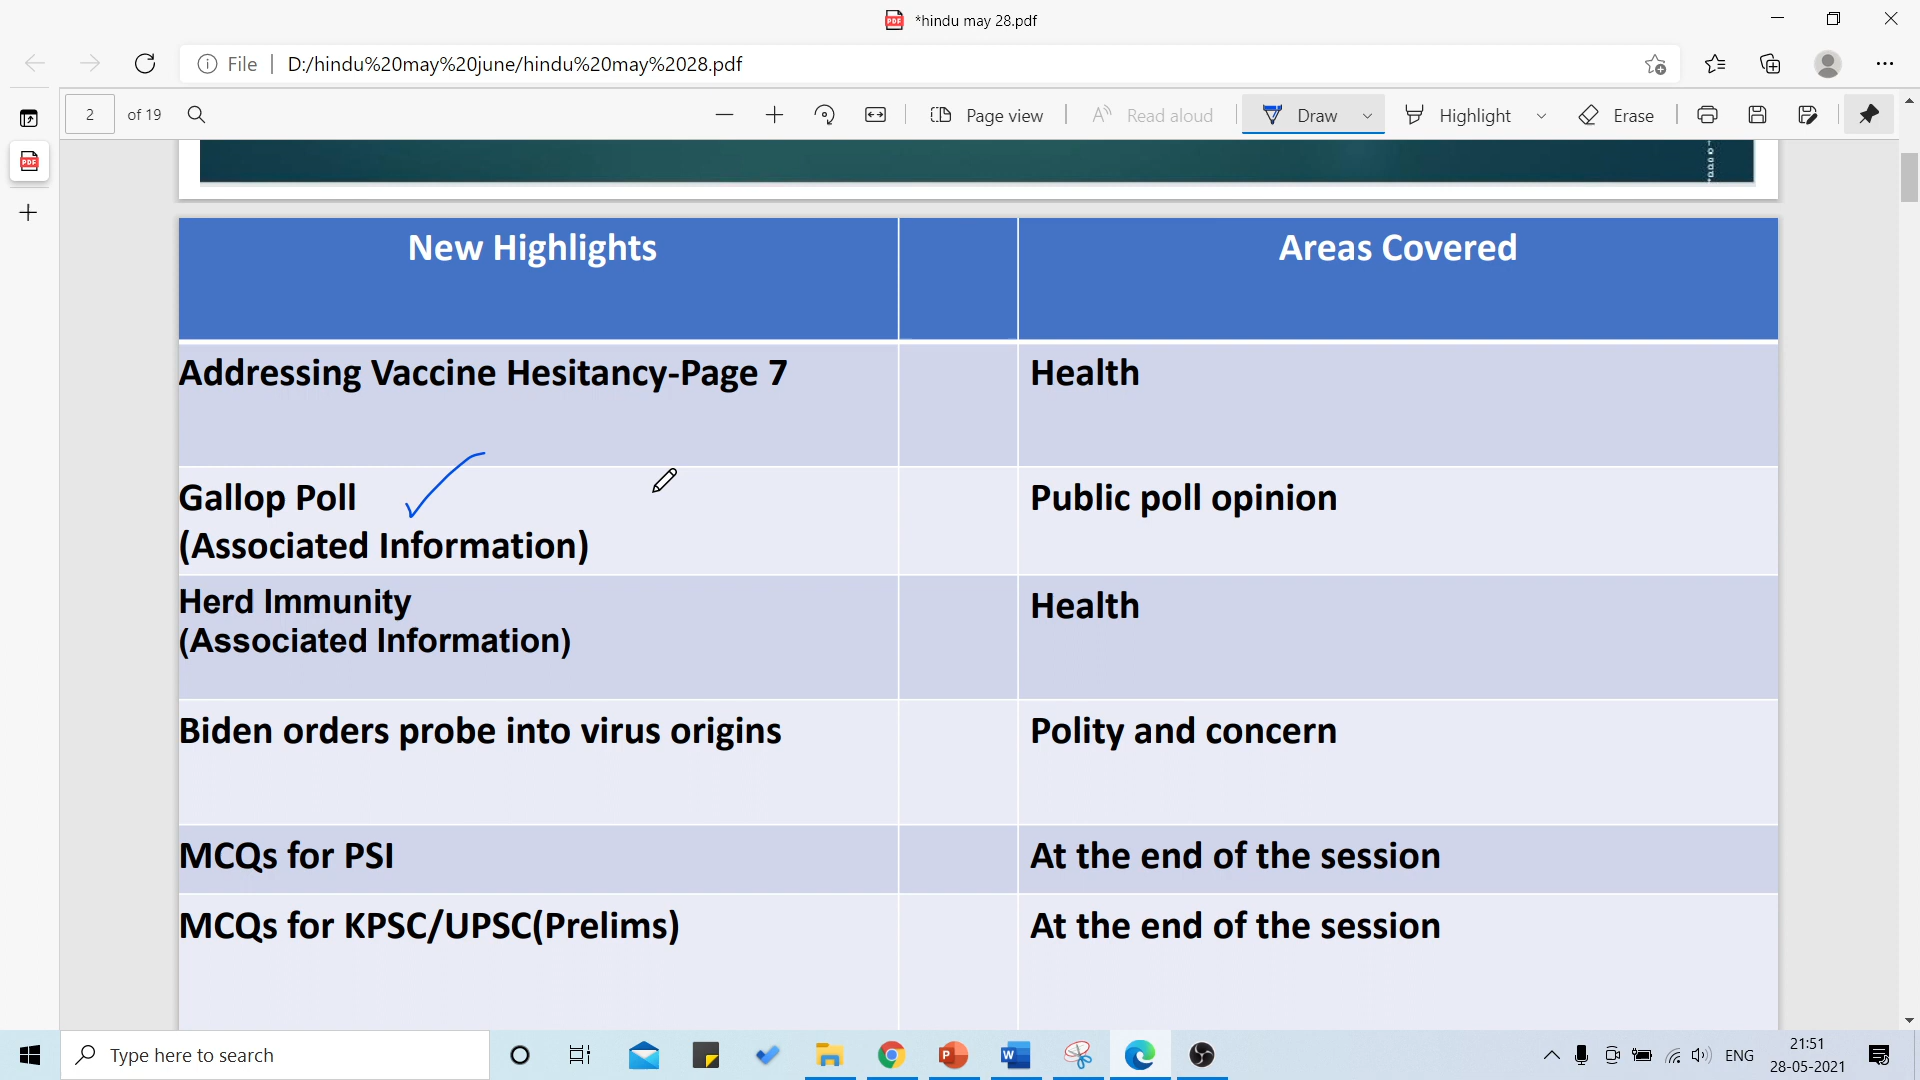 *hindu may 28.pdf
File D:/hindu%20may%20june/hindu%20may%2028.pdf
2 of 19 Page view Read aloud Draw Highlight Erase
New Highlights Areas Covered
Addressing Vaccine Hesitancy-Page 7 Health
Gallop Poll Public poll opinion
(Associated Information)
Herd Immunity Health
(Associated Information)
Biden orders probe into virus origins Polity and concern
MCQs for PSI At the end of the session
MCQs for KPSC/UPSC(Prelims) At the end of the session
Type here to search ENG 21:51
28-05-2021